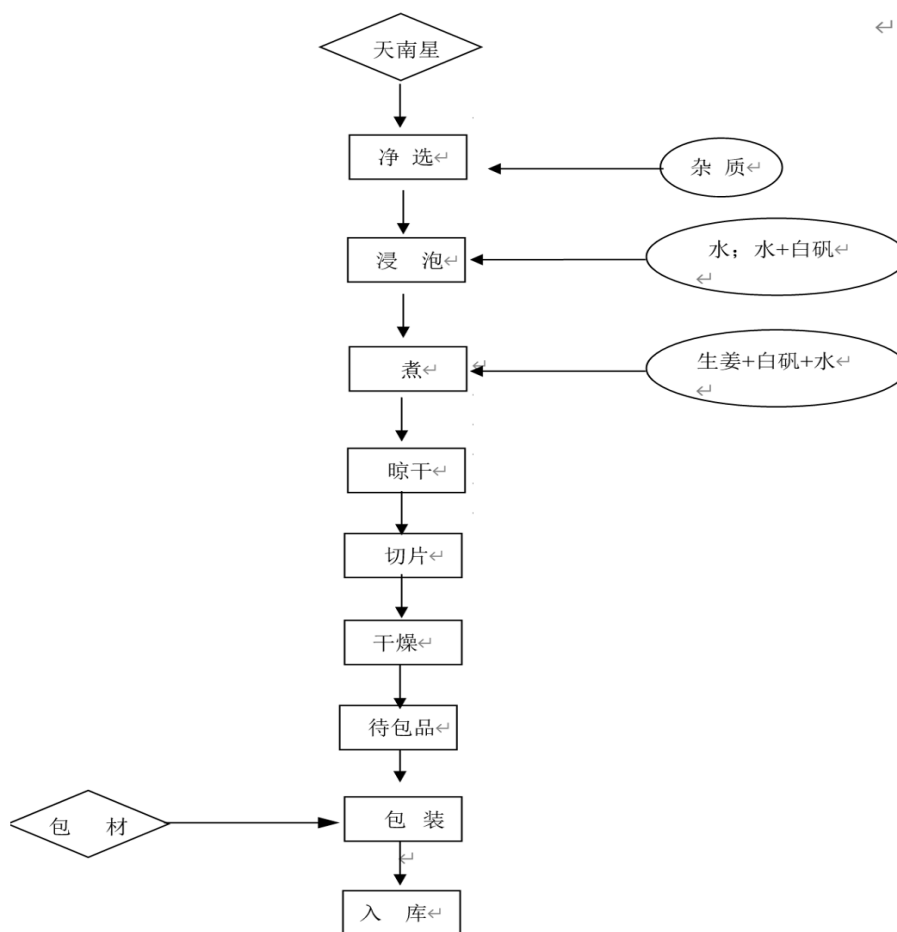 天南星
净 选
杂 质
浸 泡
水；水+白矾
煮
生姜+白矾+水
晾干
切片
干燥
待包品
包 材
包 装
入 库